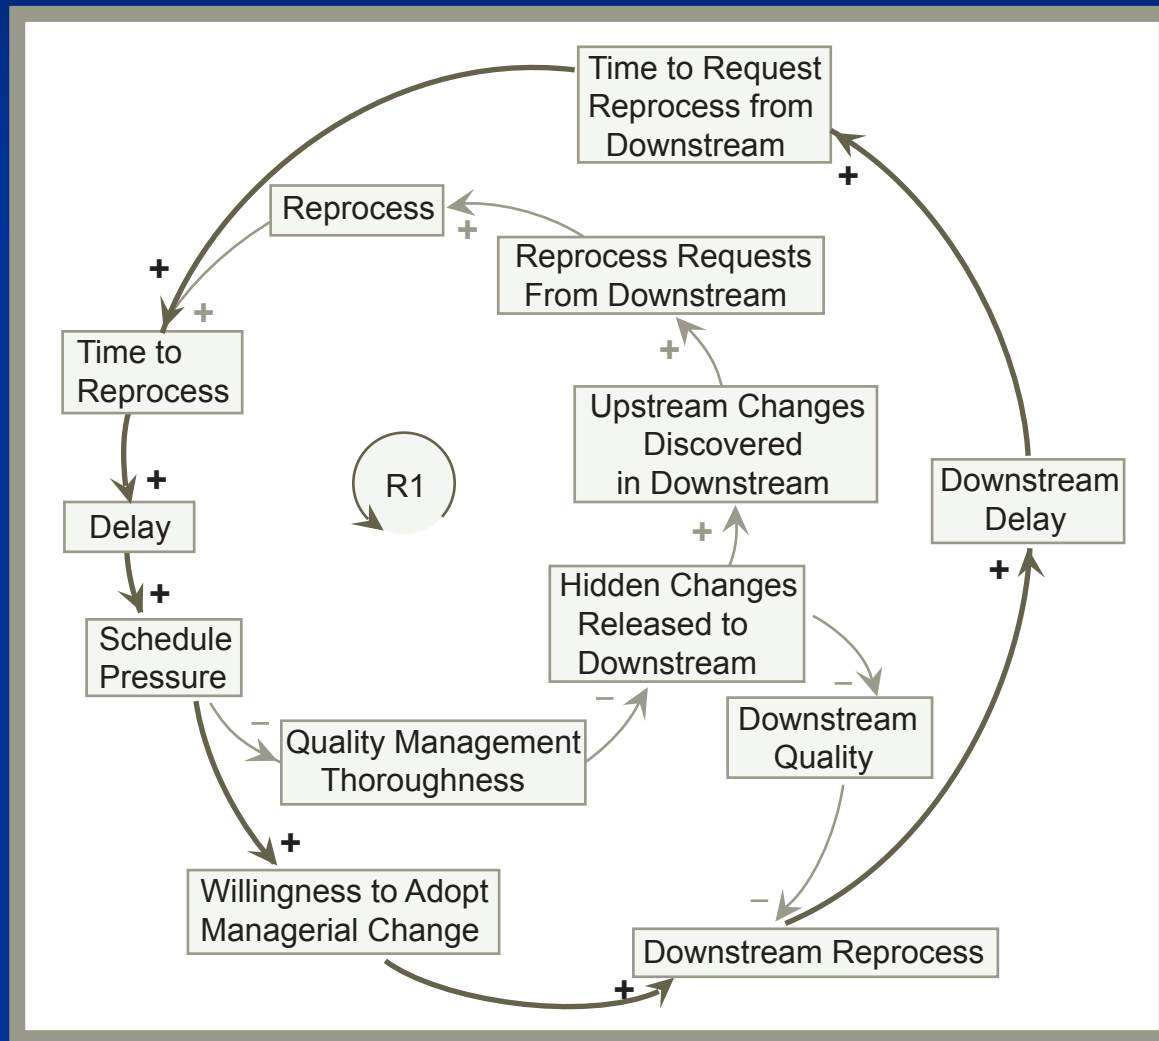 Time to Request
Reprocess from
Downstream
+
Reprocess
+
Reprocess Requests
From Downstream
+
+
Time to
Reprocess
+
Upstream Changes
Discovered
in Downstream
+
R1
Downstream
Delay
+
Delay
+
+
Hidden Changes
Released to
Downstream
Schedule
Pressure
–
–
–
Downstream
Quality
Quality Management
Thoroughness
+
Willingness to Adopt
Managerial Change
–
Downstream Reprocess
+